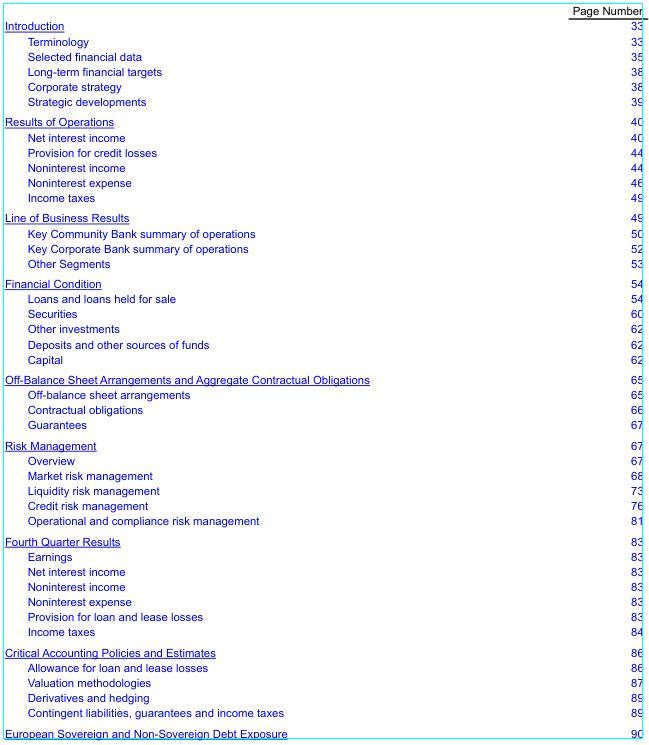 Page Number
Introduction 33
Terminology 33
Selected financial data 35
Long-term financial targets 38
Corporate strategy 38
Strategic developments 39
Results of Operations 40
Net interest income 40
Provision for credit losses 44
Noninterest income 44
Noninterest expense 46
Income taxes 49
Line of Business Results 49
Key Community Bank summary of operations 50
Key Corporate Bank summary of operations 52
Other Segments 53
Financial Condition 54
Loans and loans held for sale 54
Securities 60
Other investments 62
Deposits and other sources of funds 62
Capital 62
Off-Balance Sheet Arrangements and Aggregate Contractual Obligations 65
Off-balance sheet arrangements 65
Contractual obligations 66
Guarantees 67
Risk Management 67
Overview 67
Market risk management 68
Liquidity risk management 73
Credit risk management 76
Operational and compliance risk management 81
Fourth Quarter Results 83
Earnings 83
Net interest income 83
Noninterest income 83
Noninterest expense 83
Provision for loan and lease losses 83
Income taxes 84
Critical Accounting Policies and Estimates 86
Allowance for loan and lease losses 86
Valuation methodologies 87
Derivatives and hedging 89
Contingent liabilities, guarantees and income taxes 89
European Sovereign and Non-Sovereign Debt Exposure 90